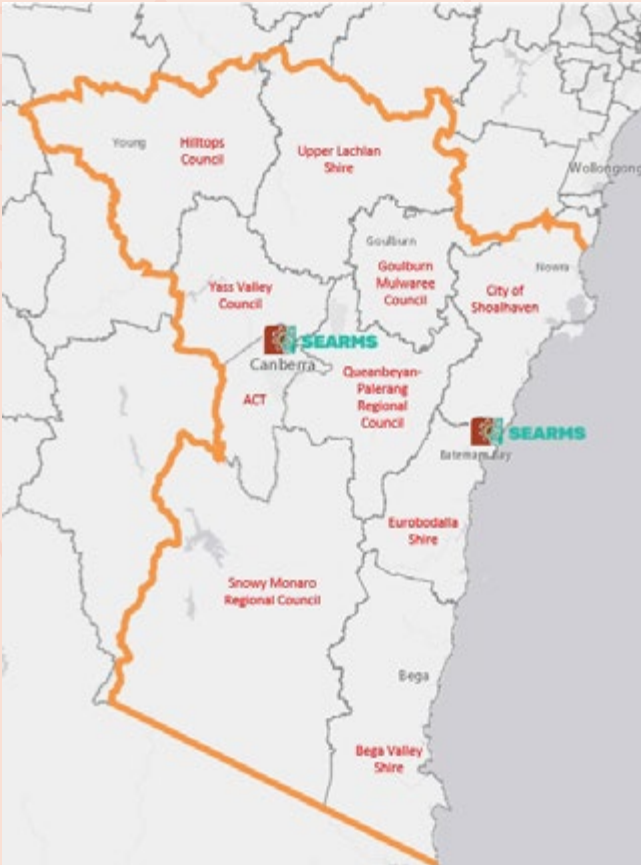 Young
Hilltops
Council
Upper Lachlan
Shire
Wollongong
Goulburn
Goulburn
Mulwaree
Council
Nowra
City of
Shoalhaven
Yass Valley
Council
SEARMS
Canberra
Queanbeyan-
Palerang
Regional
Council
ACT
SEARMS
Batemans Bay
Eurobodalla
Shire
Snowy Monaro
Regional Council
Bega
Bega Valley
Shire